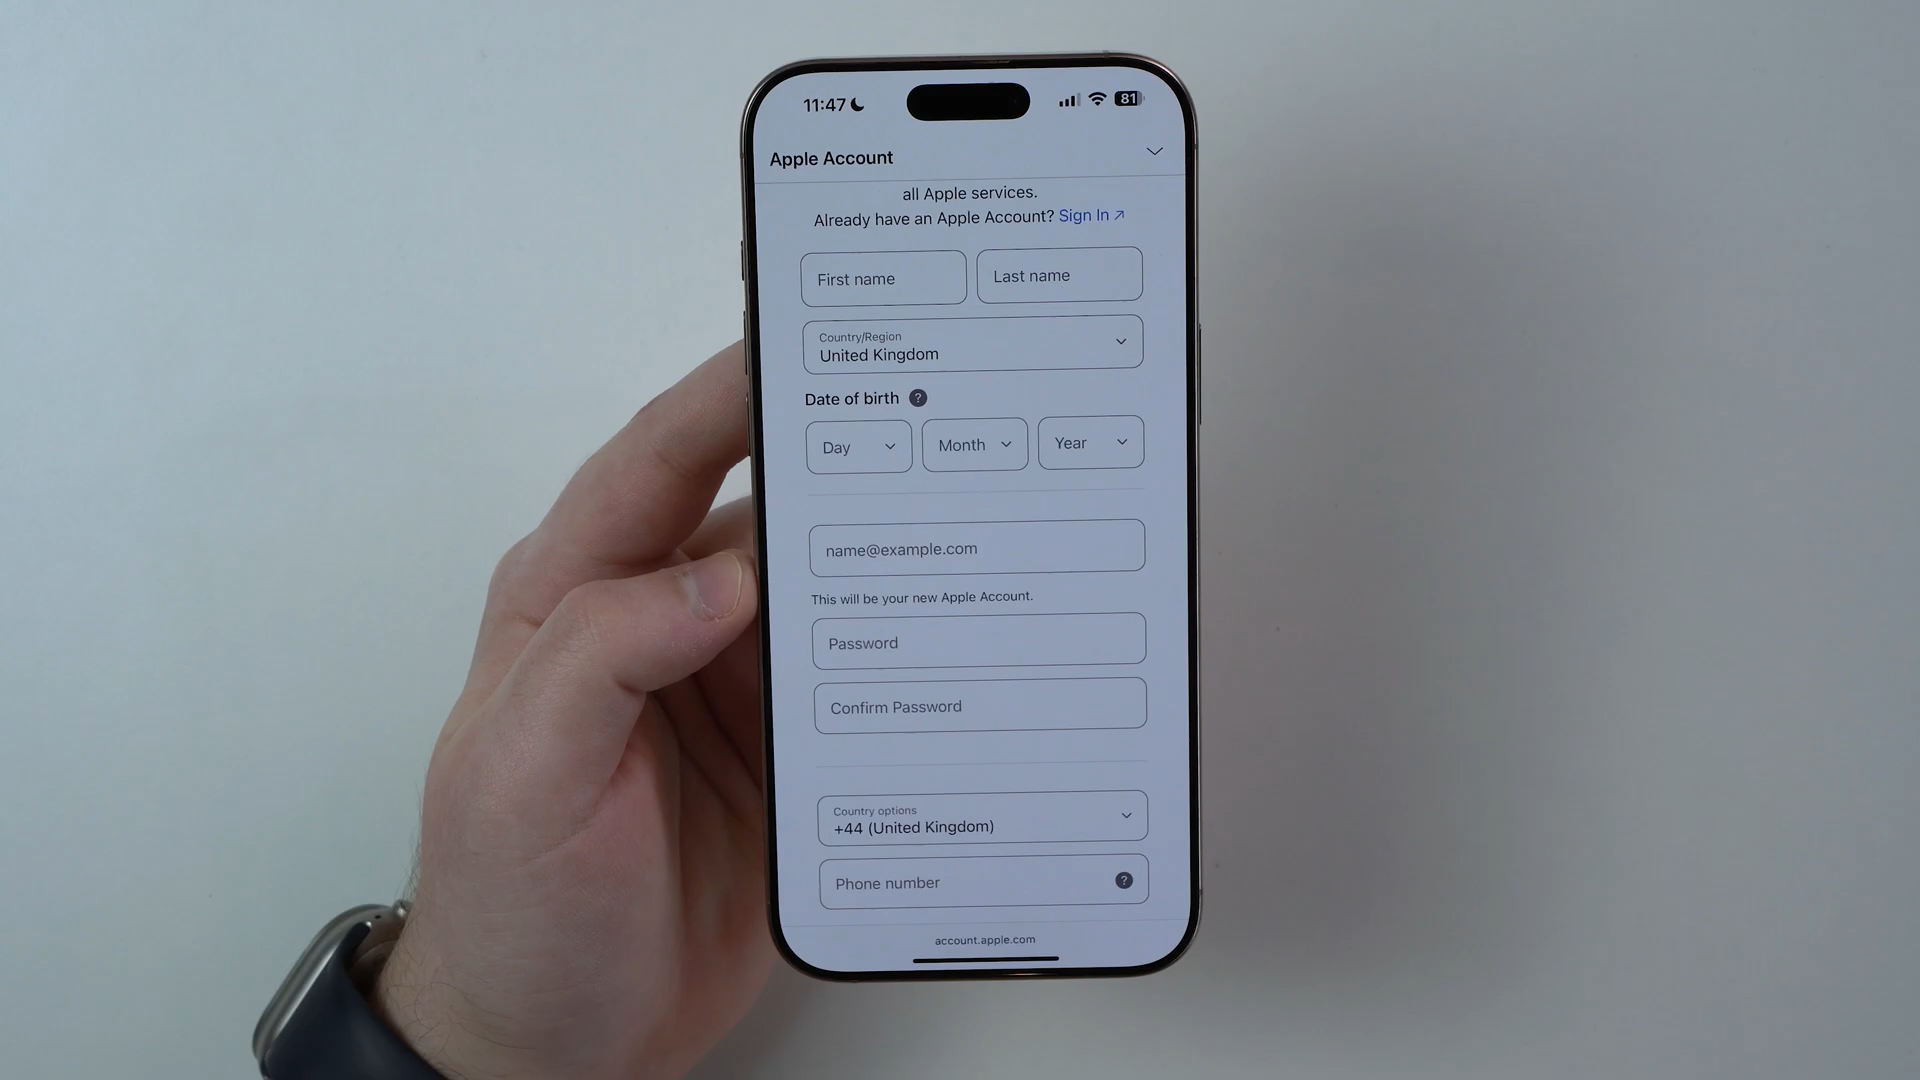 11:47
81
Apple Account
all Apple services.
Already have an Apple Account? Sign In ↗
First name
Last name
Country/Region
United Kingdom
Date of birth ?
Day
Month
Year
name@example.com
This will be your new Apple Account.
Password
Confirm Password
Country options
+44 (United Kingdom)
Phone number ?
account.apple.com